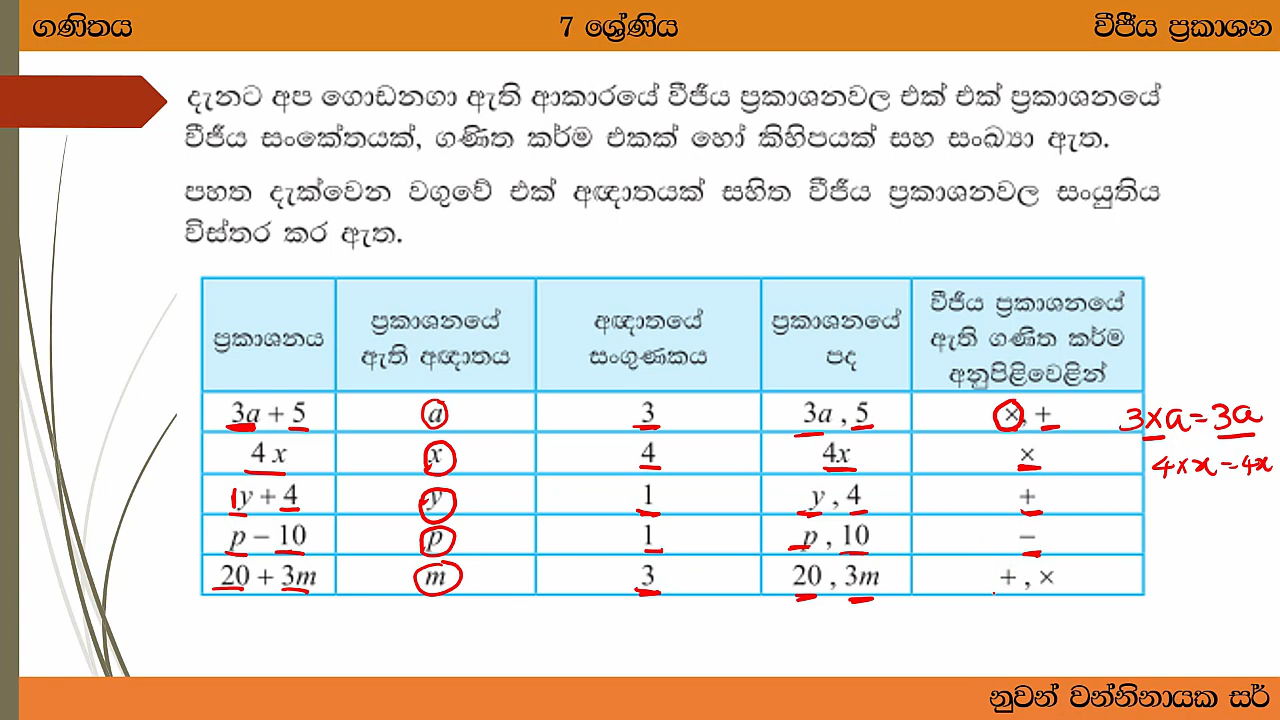 ගණිතය 7 ශ්‍රේණිය වීජීය ප්‍රකාශන
දැනට අප ගොඩනගා ඇති ආකාරයේ වීජීය ප්‍රකාශනවල එක් එක් ප්‍රකාශනයේ
වීජීය සංකේතයක්, ගණිත කර්ම එකක් හෝ කිහිපයක් සහ සංඛ්‍යා ඇත.
පහත දැක්වෙන වගුවේ එක් අඥාතයක් සහිත වීජීය ප්‍රකාශනවල සංයුතිය
විස්තර කර ඇත.
ප්‍රකාශනය
ප්‍රකාශනයේ
ඇති අඥාතය
අඥාතයේ
සංගුණකය
ප්‍රකාශනයේ
පද
වීජීය ප්‍රකාශනයේ
ඇති ගණිත කර්ම
අනුපිළිවෙළින්
3a + 5 a 3 3a , 5 ×, + 3×a=3a
4 x x 4 4x × 4×x=4x
1y + 4 y 1 y , 4 +
p − 10 p 1 p , 10 −
20 + 3m m 3 20 , 3m + , ×
නුවන් වන්නිනායක සර්